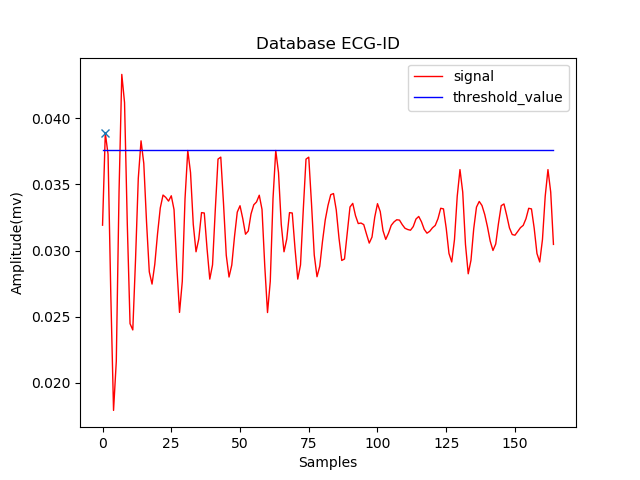 Database ECG-ID
signal
threshold_value
0.040
0.035
0.030
0.025
0.020
Amplitude(mv)
0 25 50 75 100 125 150
Samples